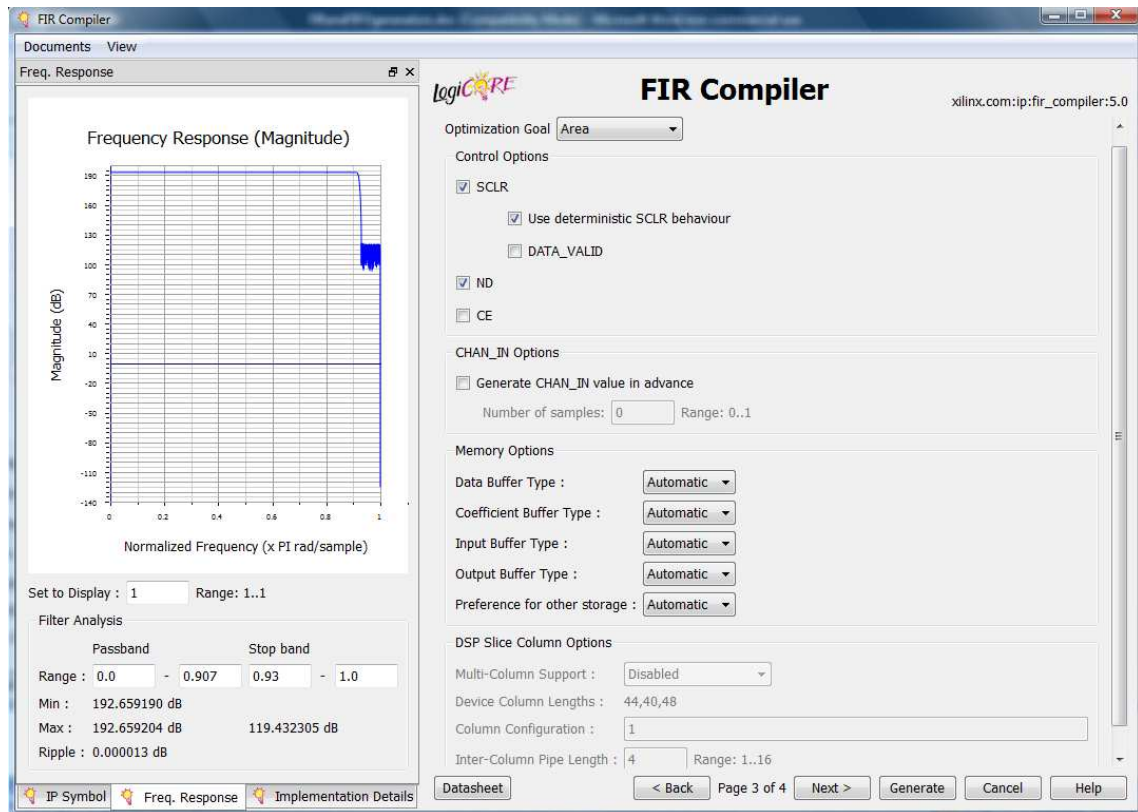 FIR Compiler
Documents View
Freq. Response
Frequency Response (Magnitude)
190
160
130
100
70
40
10
-20
-50
-80
-110
-140
Magnitude (dB)
0 0.2 0.4 0.6 0.8 1
Normalized Frequency (x PI rad/sample)
Set to Display : 1 Range: 1..1
Filter Analysis
Passband Stop band
Range : 0.0 - 0.907 0.93 - 1.0
Min : 192.659190 dB
Max : 192.659204 dB 119.432305 dB
Ripple : 0.000013 dB
IP Symbol Freq. Response Implementation Details
LogiCORE
FIR Compiler
xilinx.com:ip:fir_compiler:5.0
Optimization Goal Area
Control Options
SCLR
Use deterministic SCLR behaviour
DATA_VALID
ND
CE
CHAN_IN Options
Generate CHAN_IN value in advance
Number of samples: 0 Range: 0..1
Memory Options
Data Buffer Type : Automatic
Coefficient Buffer Type : Automatic
Input Buffer Type : Automatic
Output Buffer Type : Automatic
Preference for other storage : Automatic
DSP Slice Column Options
Multi-Column Support : Disabled
Device Column Lengths : 44,40,48
Column Configuration : 1
Inter-Column Pipe Length : 4 Range: 1..16
Datasheet < Back Page 3 of 4 Next > Generate Cancel Help